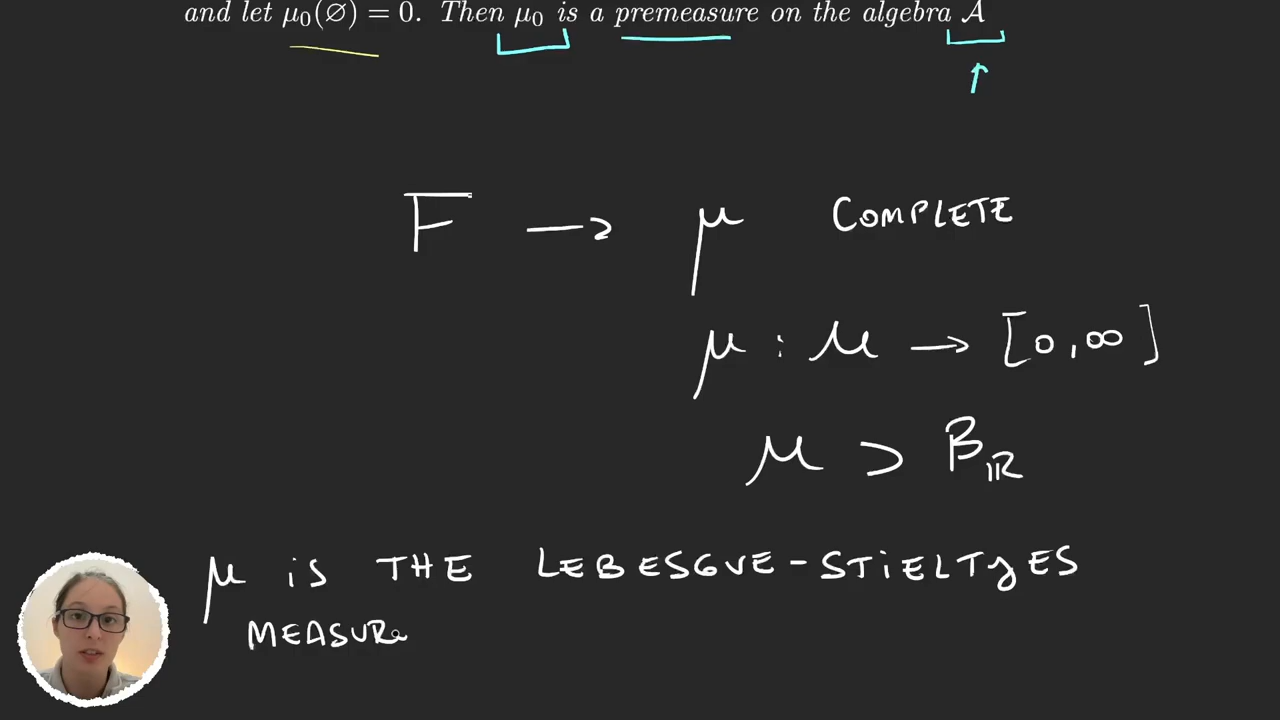 and let μ₀(∅) = 0. Then μ₀ is a premeasure on the algebra 𝒜
F → μ COMPLETE
μ : ℳ → [0, ∞]
ℳ ⊃ 𝓑_ℝ
μ is THE LEBESGUE-STiELTJES
MEASURe